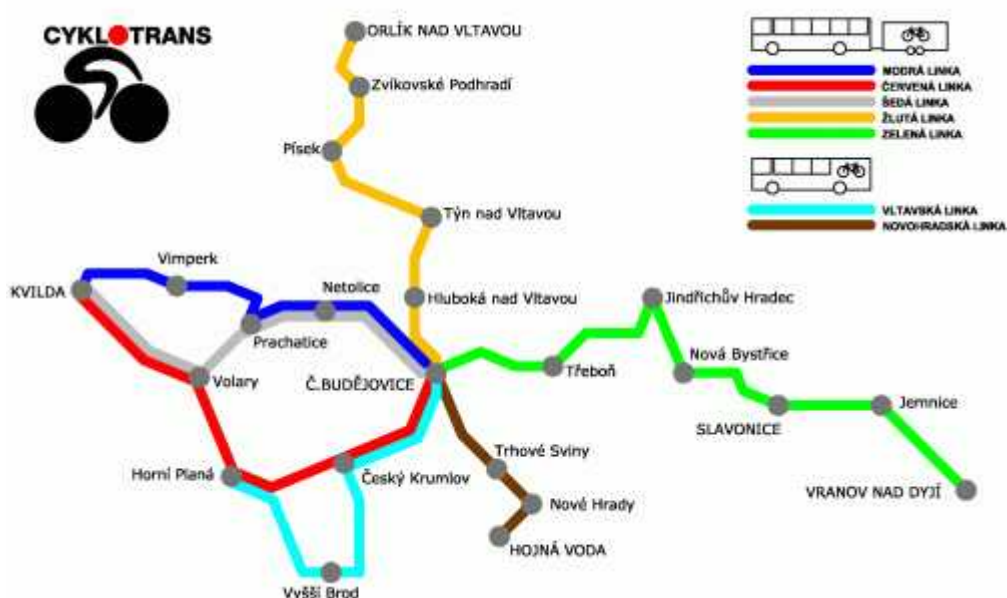 CYKLOTRANS
ORLÍK NAD VLTAVOU
Zvíkovské Podhradí
Písek
Týn nad Vltavou
Hluboká nad Vltavou
Vimperk
KVILDA
Netolice
Prachatice
Volary
Č.BUDĚJOVICE
Jindřichův Hradec
Třeboň
Nová Bystřice
SLAVONICE
Jemnice
VRANOV NAD DYJÍ
Trhové Sviny
Nové Hrady
HOJNÁ VODA
Horní Planá
Český Krumlov
Vyšší Brod
MODRÁ LINKA
ČERVENÁ LINKA
ŠEDÁ LINKA
ŽLUTÁ LINKA
ZELENÁ LINKA
VLTAVSKÁ LINKA
NOVOHRADSKÁ LINKA